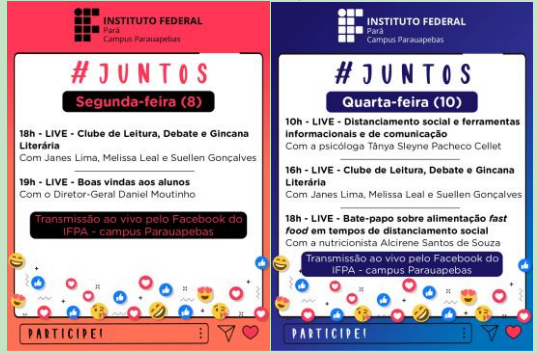 INSTITUTO FEDERAL
Pará
Campus Parauapebas
#JUNTOS
Segunda-feira (8)
18h - LIVE - Clube de Leitura, Debate e Gincana
Literária
Com Janes Lima, Melissa Leal e Suellen Gonçalves
19h - LIVE - Boas vindas aos alunos
Com o Diretor-Geral Daniel Moutinho
Transmissão ao vivo pelo Facebook do
IFPA - campus Parauapebas
PARTICIPE!
INSTITUTO FEDERAL
Pará
Campus Parauapebas
#JUNTOS
Quarta-feira (10)
10h - LIVE - Distanciamento social e ferramentas
informacionais e de comunicação
Com a psicóloga Tânya Sleyne Pacheco Cellet
16h - LIVE - Clube de Leitura, Debate e Gincana
Literária
Com Janes Lima, Melissa Leal e Suellen Gonçalves
18h - LIVE - Bate-papo sobre alimentação fast
food em tempos de distanciamento social
Com a nutricionista Alcirene Santos de Souza
Transmissão ao vivo pelo Facebook do
IFPA - campus Parauapebas
PARTICIPE!